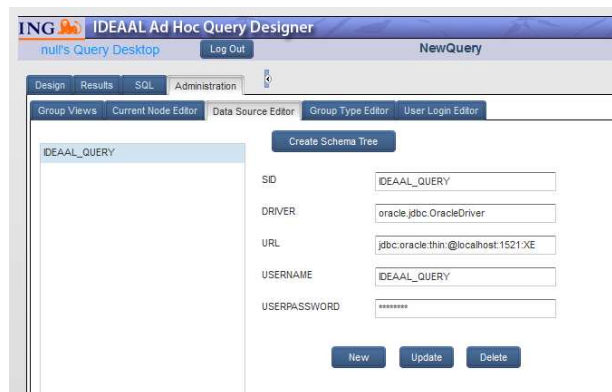 ING IDEAAL Ad Hoc Query Designer
null's Query Desktop Log Out NewQuery
Design Results SQL Administration
Group Views Current Node Editor Data Source Editor Group Type Editor User Login Editor
Create Schema Tree
IDEAAL_QUERY
SID IDEAAL_QUERY
DRIVER oracle.jdbc.OracleDriver
URL jdbc:oracle:thin:@localhost:1521:XE
USERNAME IDEAAL_QUERY
USERPASSWORD ********
New Update Delete